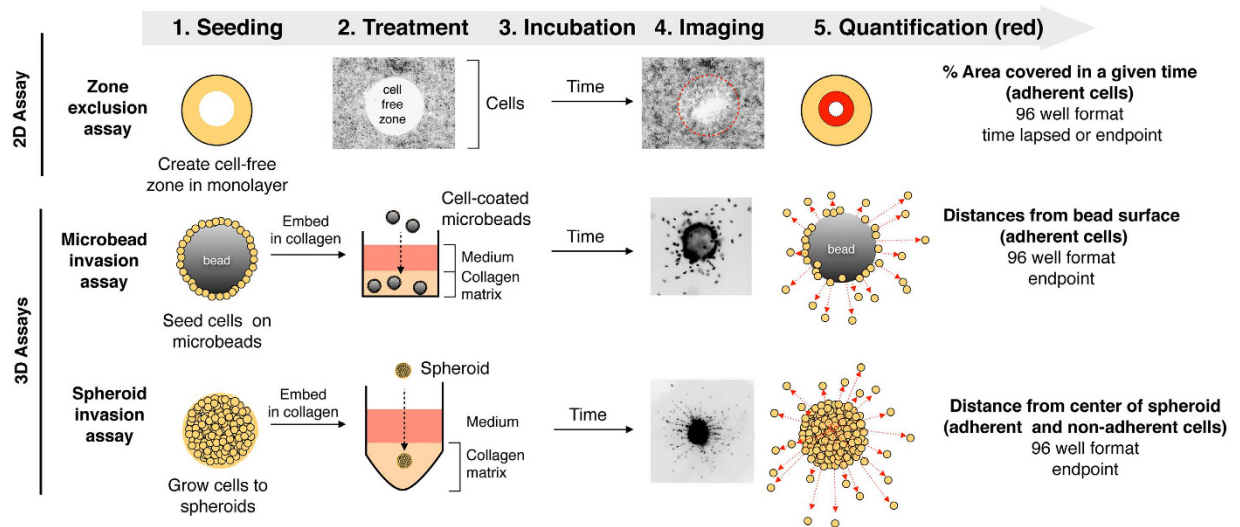 1. Seeding
2. Treatment
3. Incubation
4. Imaging
5. Quantification (red)
2D Assay
Zone
exclusion
assay
Create cell-free
zone in monolayer
cell
free
zone
Cells
Time
% Area covered in a given time
(adherent cells)
96 well format
time lapsed or endpoint
3D Assays
Microbead
invasion
assay
bead
Seed cells on
microbeads
Embed
in collagen
Cell-coated
microbeads
Medium
Collagen
matrix
Time
bead
Distances from bead surface
(adherent cells)
96 well format
endpoint
Spheroid
invasion
assay
Grow cells to
spheroids
Embed
in collagen
Spheroid
Medium
Collagen
matrix
Time
Distance from center of spheroid
(adherent and non-adherent cells)
96 well format
endpoint